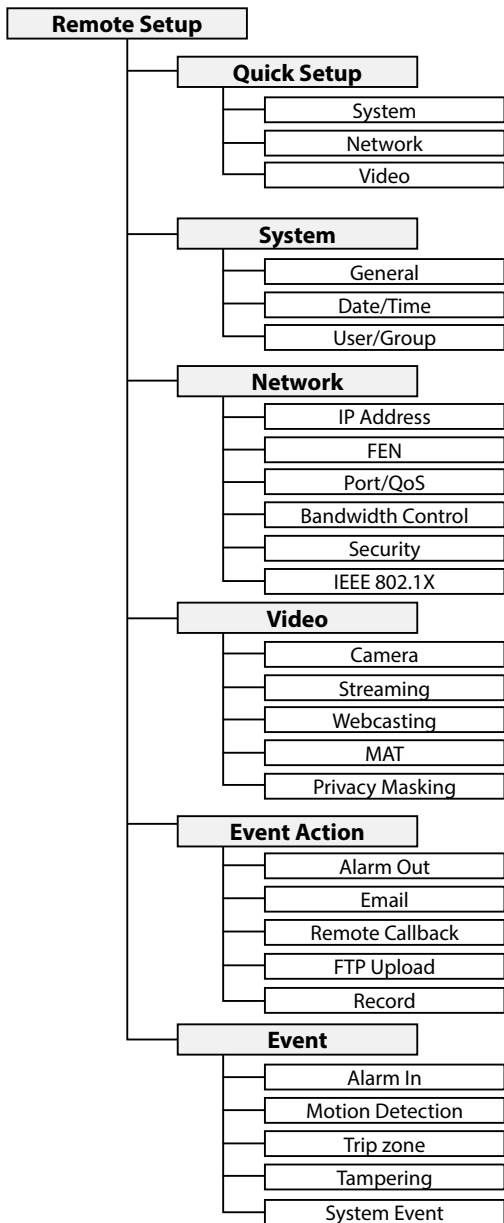 Remote Setup
Quick Setup
System
Network
Video
System
General
Date/Time
User/Group
Network
IP Address
FEN
Port/QoS
Bandwidth Control
Security
IEEE 802.1X
Video
Camera
Streaming
Webcasting
MAT
Privacy Masking
Event Action
Alarm Out
Email
Remote Callback
FTP Upload
Record
Event
Alarm In
Motion Detection
Trip zone
Tampering
System Event